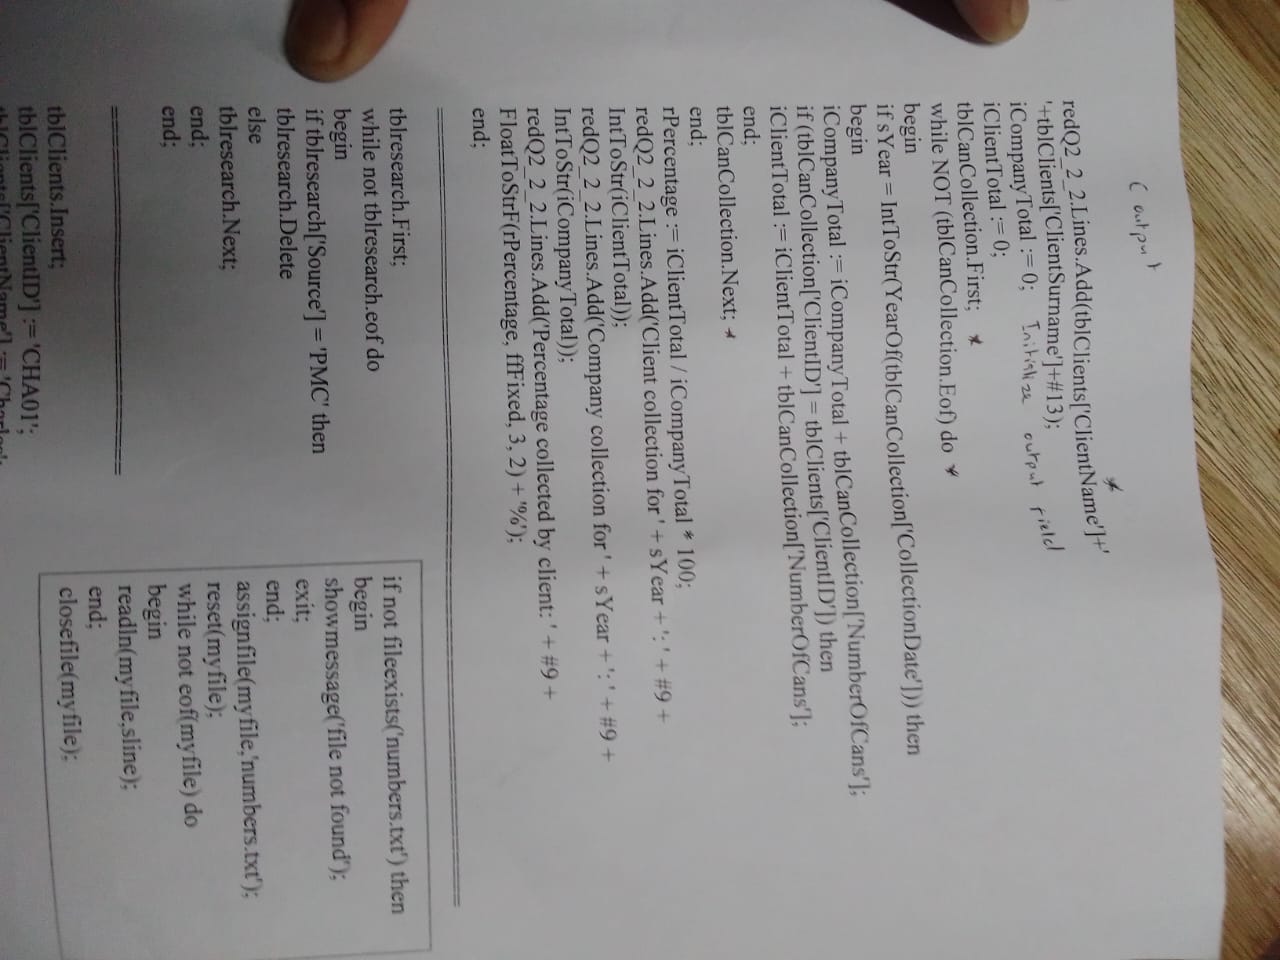 ( output
redQ2_2_2.Lines.Add(tblClients['ClientName']+' *
'+tblClients['ClientSurname']+#13);
iCompanyTotal := 0; Initialize output field
iClientTotal := 0;
tblCanCollection.First; *
while NOT (tblCanCollection.Eof) do *
begin
if sYear = IntToStr(YearOf(tblCanCollection['CollectionDate'])) then
begin
iCompanyTotal := iCompanyTotal + tblCanCollection['NumberOfCans'];
if (tblCanCollection['ClientID'] = tblClients['ClientID']) then
iClientTotal := iClientTotal + tblCanCollection['NumberOfCans'];
end;
tblCanCollection.Next; *
end;
rPercentage := iClientTotal / iCompanyTotal * 100;
redQ2_2_2.Lines.Add('Client collection for ' + sYear + ': ' + #9 +
IntToStr(iClientTotal));
redQ2_2_2.Lines.Add('Company collection for ' + sYear + ': ' + #9 +
IntToStr(iCompanyTotal));
redQ2_2_2.Lines.Add('Percentage collected by client: ' + #9 +
FloatToStrF(rPercentage, ffFixed, 3, 2) + '%');
end;
tblresearch.First;
while not tblresearch.eof do
begin
if tblresearch['Source'] = 'PMC' then
tblresearch.Delete
else
tblresearch.Next;
end;
end;
tblClients.Insert;
tblClients['ClientID'] := 'CHA01';
if not fileexists('numbers.txt') then
begin
showmessage('file not found');
exit;
end;
assignfile(myfile,'numbers.txt');
reset(myfile);
while not eof(myfile) do
begin
readln(myfile,sline);
end;
closefile(myfile);